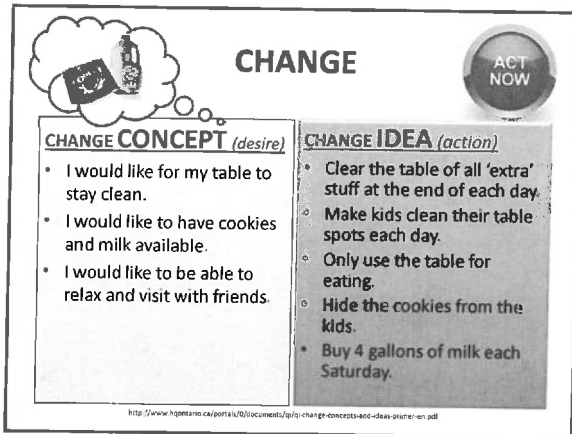 CHANGE
ACT
NOW
CHANGE CONCEPT (desire)
• I would like for my table to
stay clean.
• I would like to have cookies
and milk available.
• I would like to be able to
relax and visit with friends.
CHANGE IDEA (action)
• Clear the table of all 'extra'
stuff at the end of each day.
• Make kids clean their table
spots each day.
• Only use the table for
eating.
• Hide the cookies from the
kids.
• Buy 4 gallons of milk each
Saturday.
http://www.hqontario.ca/portals/0/documents/qi/qi-change-concepts-and-ideas-primer-en.pdf